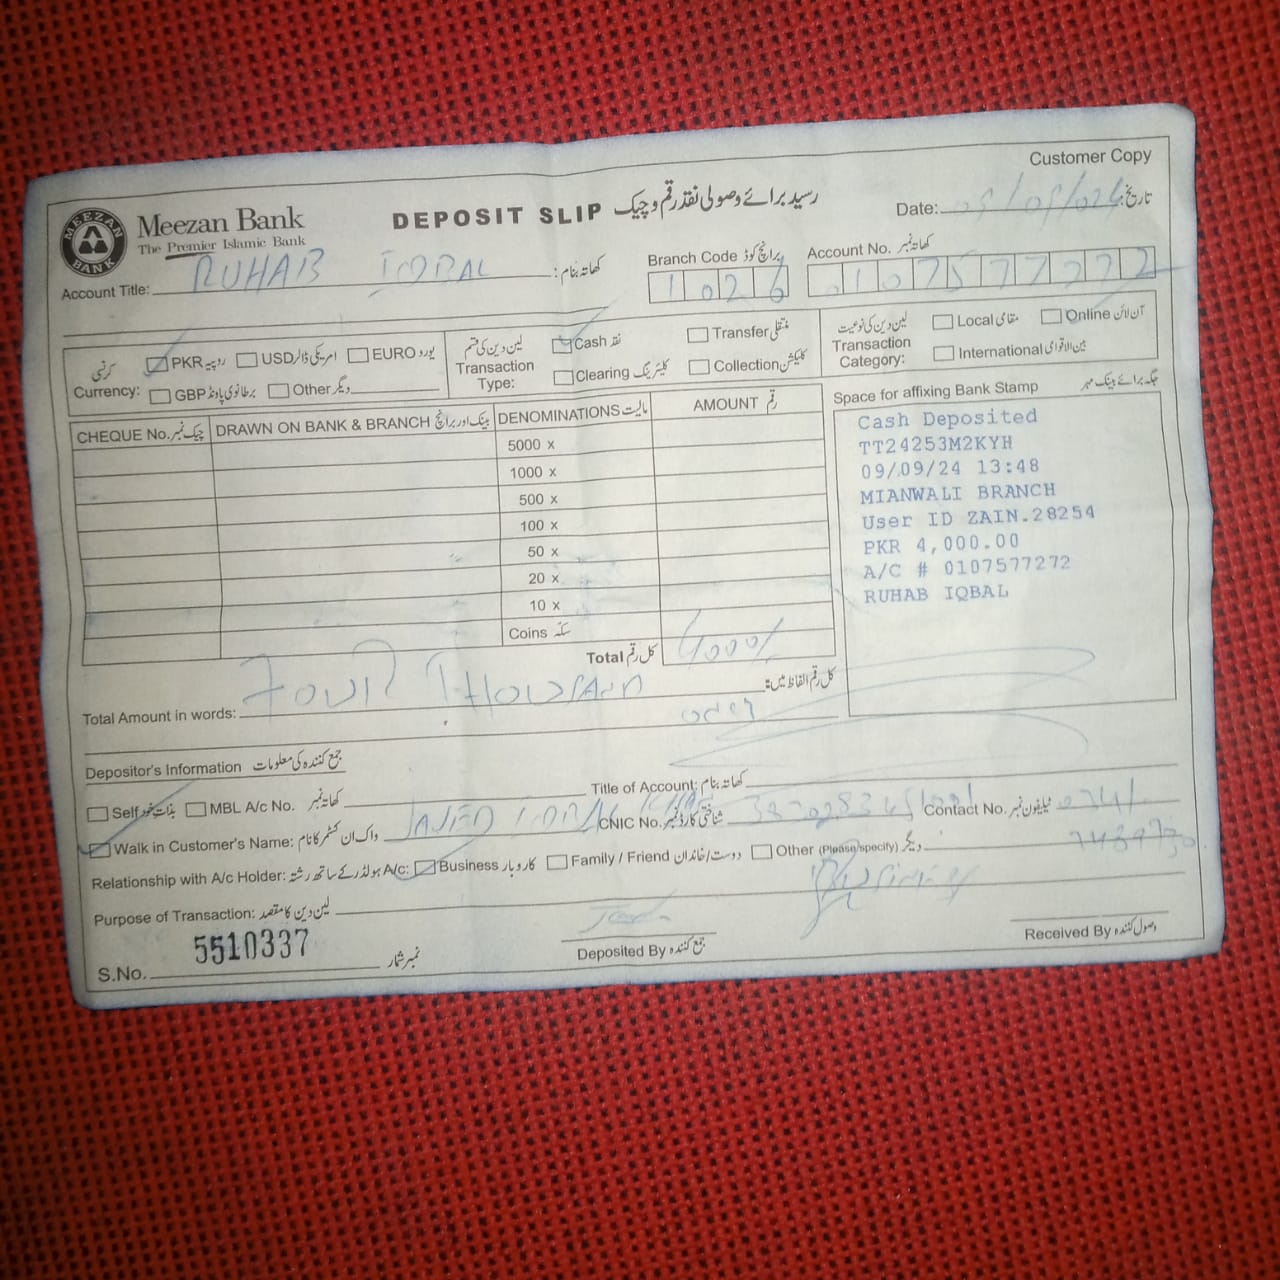 Customer Copy
MEEZAN BANK
Meezan Bank
The Premier Islamic Bank
DEPOSIT SLIP رسید برائے وصولی نقد رقم و چیک
Date: 09/09/024 تاریخ:
Account Title: RUHAB IQBAL کھاتہ بنام:
Branch Code برانچ کوڈ 1026
Account No. کھاتہ نمبر 0107577272
کرنسی Currency: PKR روپیہ USD امریکی ڈالر EURO یورو
GBP برطانوی پاؤنڈ Other دیگر
لین دین کی قسم Transaction Type: Cash نقد Transfer منتقلی
Clearing کلیئرنگ Collection کلیکشن
لین دین کی نوعیت Transaction Category: Local مقامی Online آن لائن
International بین الاقوامی
CHEQUE No. چیک نمبر DRAWN ON BANK & BRANCH بینک اور برانچ DENOMINATIONS مالیت AMOUNT رقم
5000 x
1000 x
500 x
100 x
50 x
20 x
10 x
Coins سکہ
Total کل رقم 4000/.
Space for affixing Bank Stamp جگہ برائے بینک مہر
Cash Deposited
TT24253M2KYH
09/09/24 13:48
MIANWALI BRANCH
User ID ZAIN.28254
PKR 4,000.00
A/C # 0107577272
RUHAB IQBAL
Total Amount in words: Four Thousand only کل رقم الفاظ میں:
Depositor's Information جمع کنندہ کی معلومات
Self بذات خود MBL A/c No. کھاتہ نمبر Title of Account: کھاتہ بنام
Walk in Customer's Name: واک ان کسٹمر کا نام JAVED IQBAL CNIC No. شناختی کارڈ نمبر Contact No. ٹیلیفون نمبر
Relationship with A/c Holder: اکاؤنٹ ہولڈر کے ساتھ رشتہ A/c: Business کاروبار Family / Friend دوست/خاندان Other (Please specify) دیگر
Purpose of Transaction: لین دین کا مقصد
S.No. 5510337 نمبر شمار
Deposited By جمع کنندہ
Received By وصول کنندہ